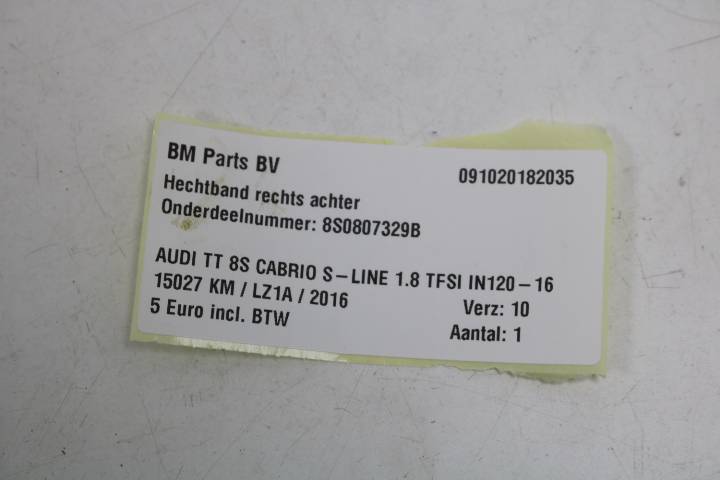 BM Parts BV
091020182035
Hechtband rechts achter
Onderdeelnummer: 8S0807329B
AUDI TT 8S CABRIO S-LINE 1.8 TFSI IN120-16
15027 KM / LZ1A / 2016
Verz: 10
5 Euro incl. BTW
Aantal: 1